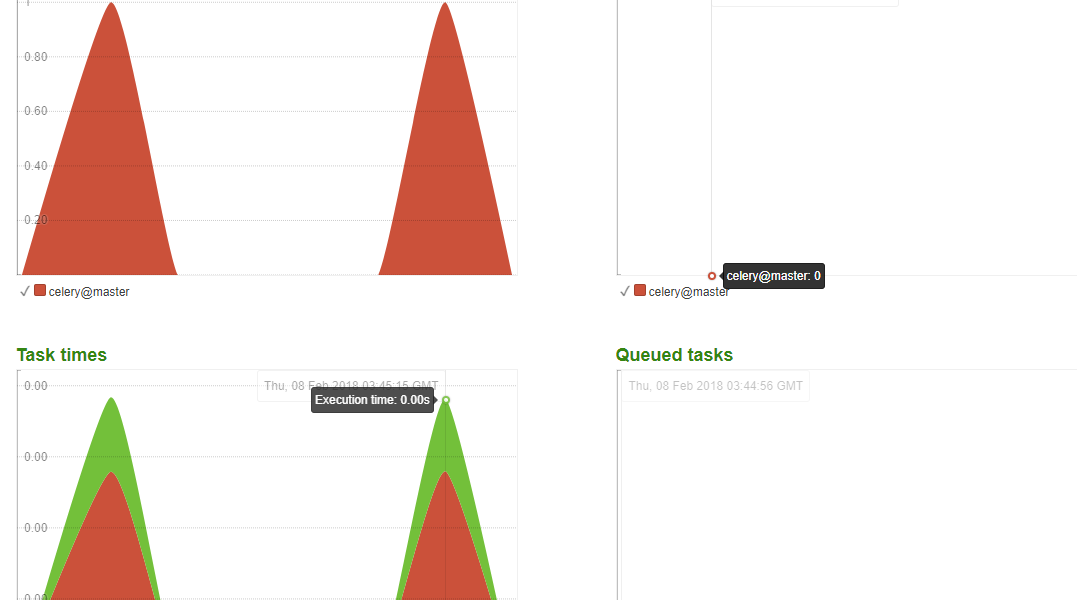 0.80
0.60
0.40
0.20
✓ celery@master
celery@master: 0
✓ celery@master
Task times
0.00
Thu, 08 Feb 2018 03:45:15 GMT
Execution time: 0.00s
0.00
0.00
0.00
Queued tasks
Thu, 08 Feb 2018 03:44:56 GMT